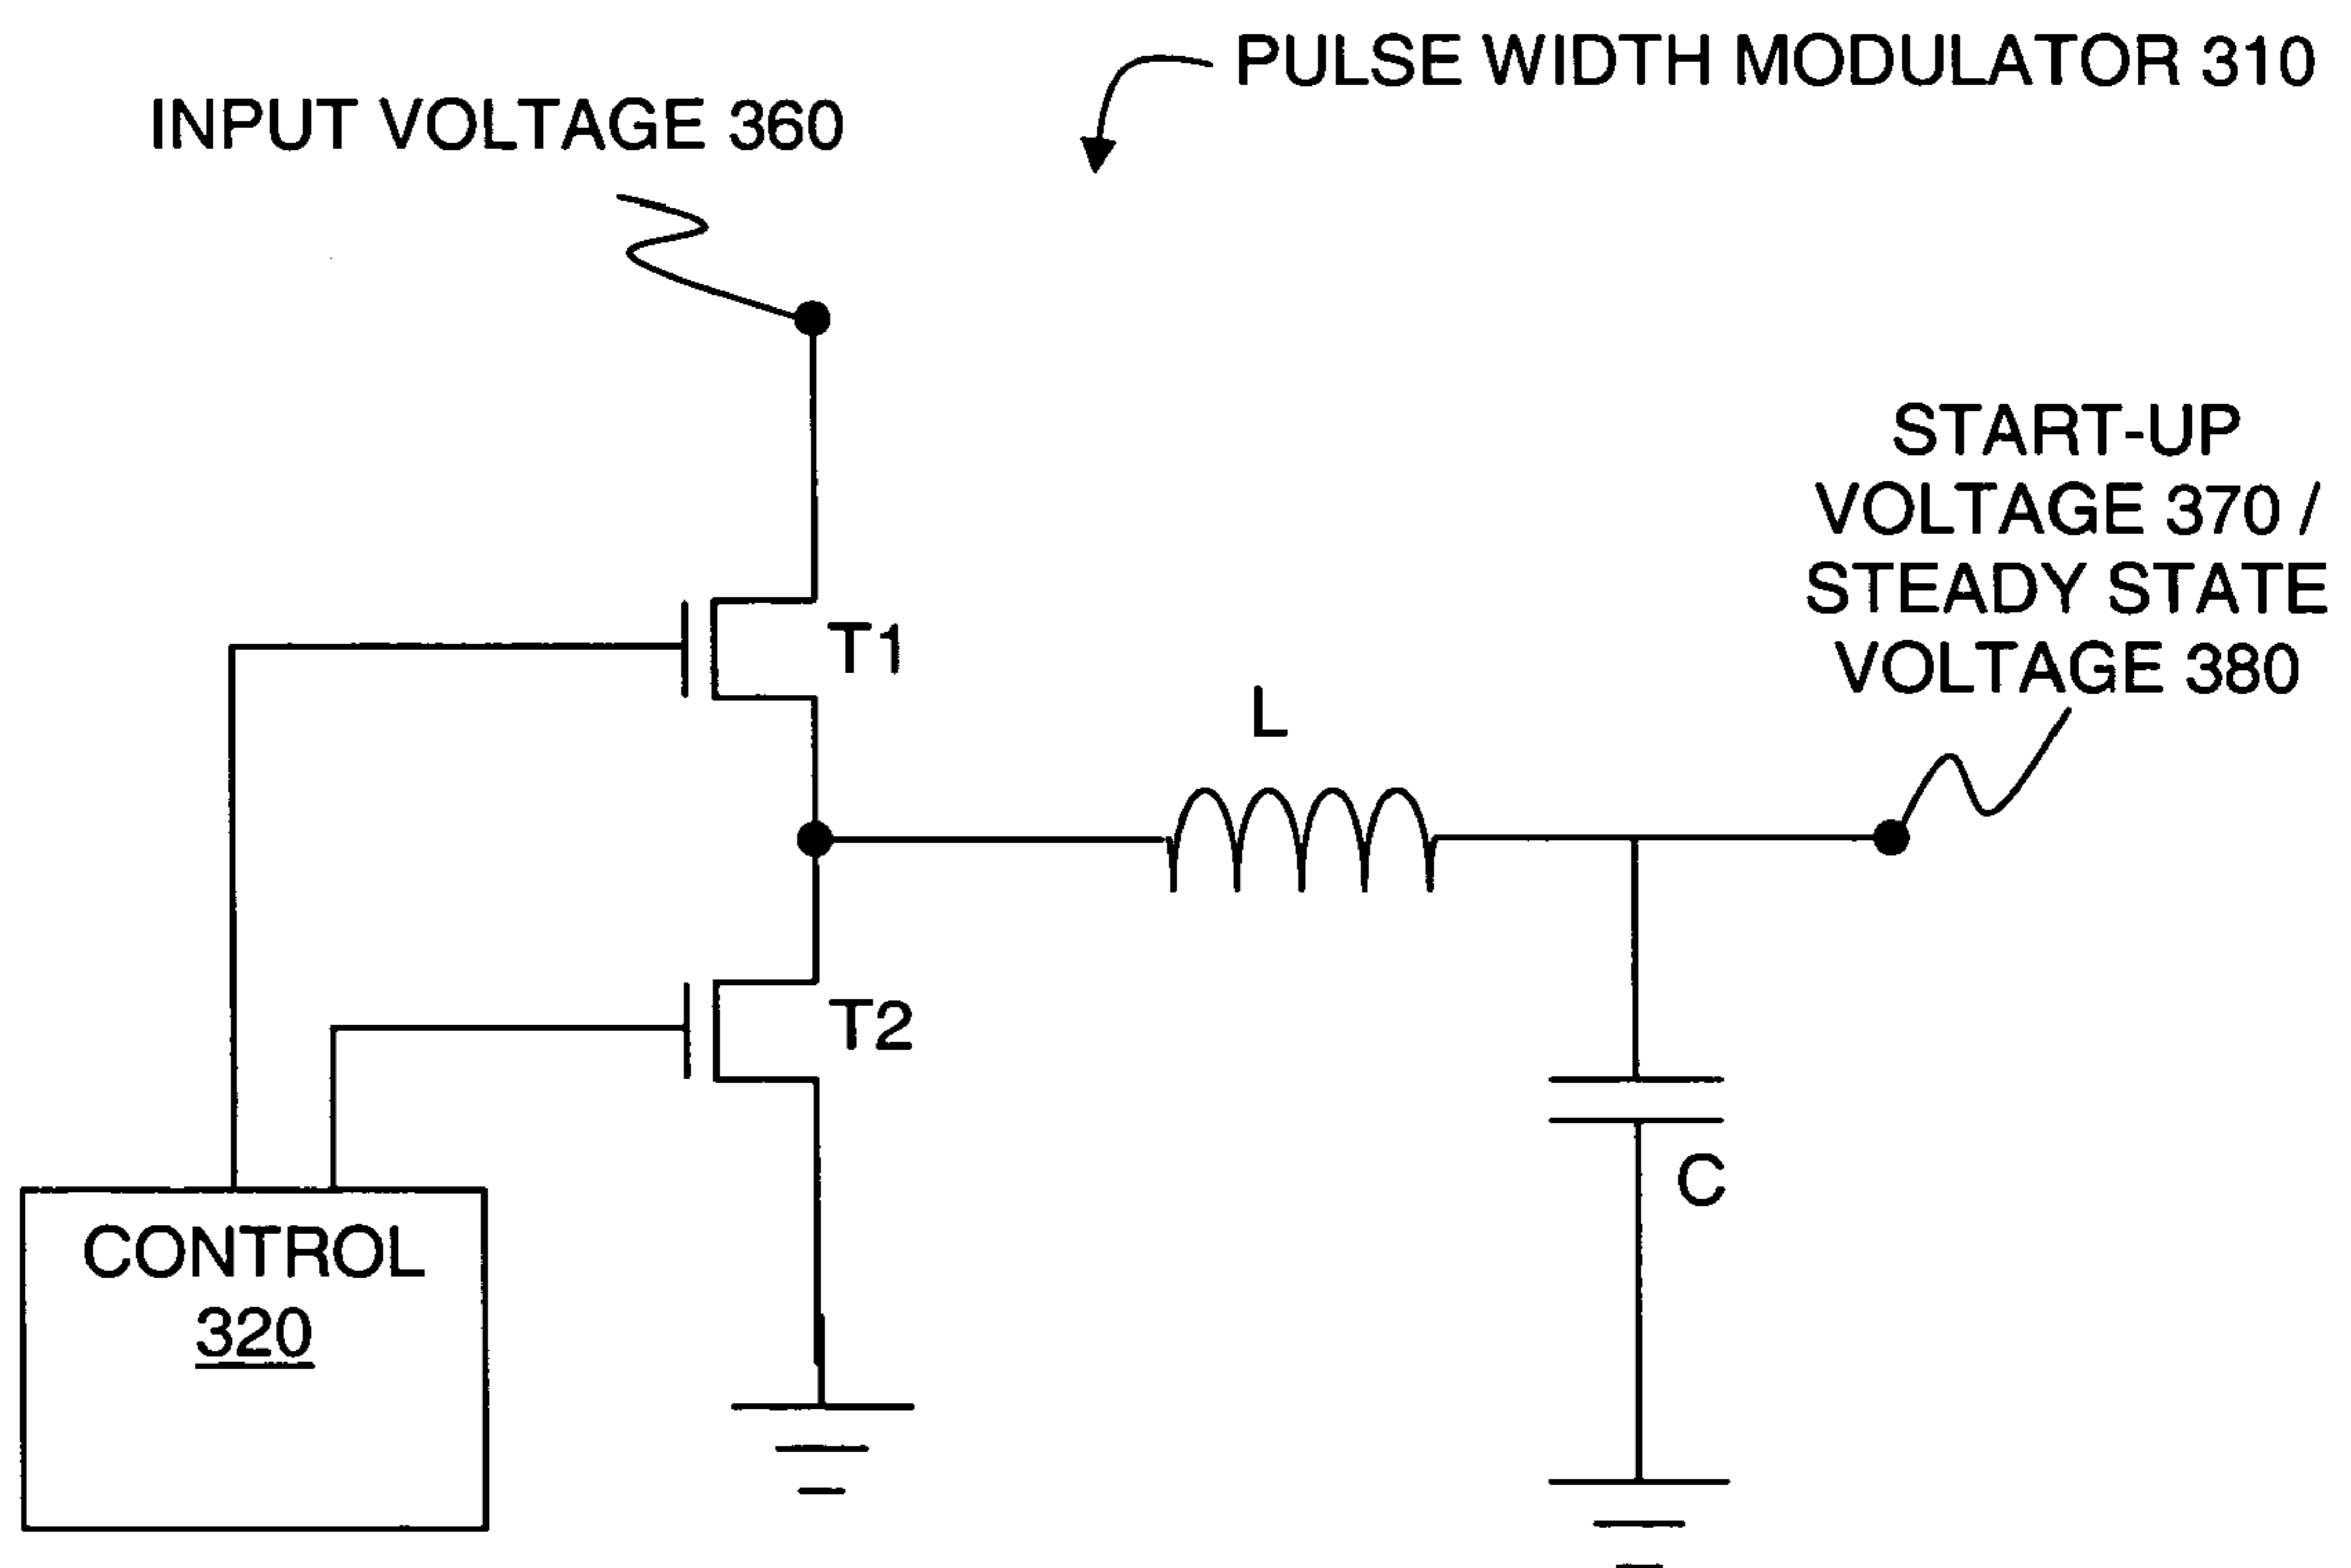 PULSE WIDTH MODULATOR 310
INPUT VOLTAGE 360
START-UP
VOLTAGE 370 /
STEADY STATE
VOLTAGE 380
T1
L
T2
C
CONTROL
320